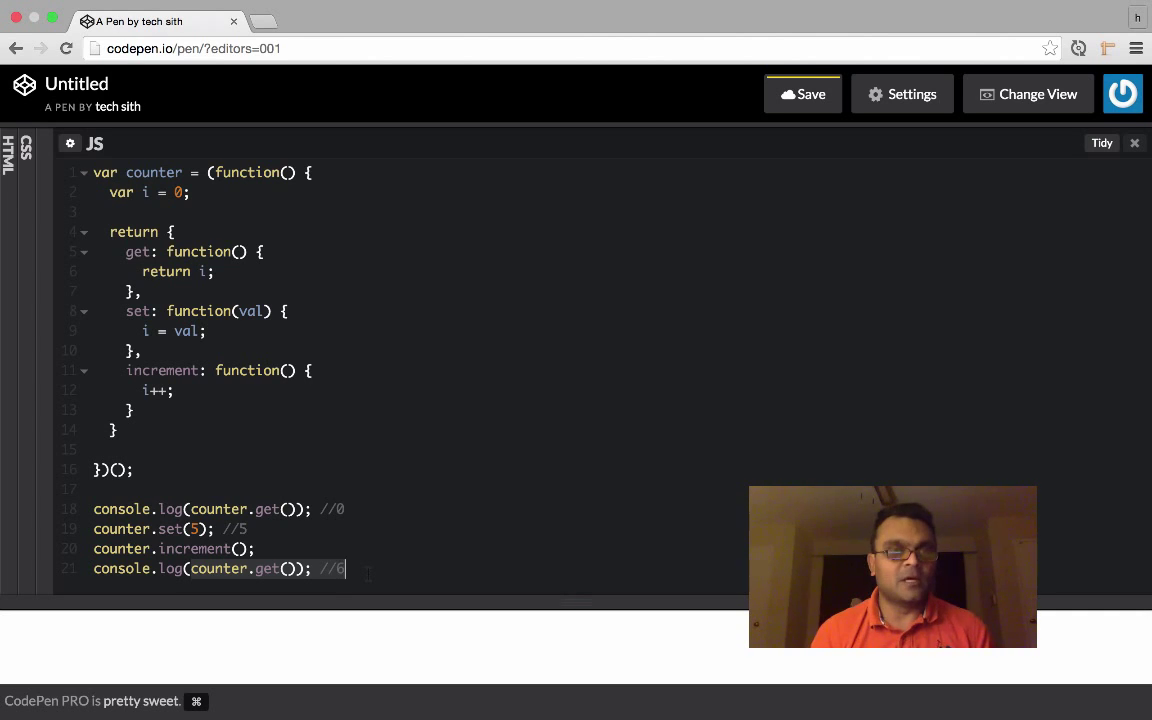 A Pen by tech sith
h
codepen.io/pen/?editors=001
Untitled
A PEN BY tech sith
Save
Settings
Change View
HTML
CSS
JS
Tidy
1 var counter = (function() {
2 var i = 0;
3
4 return {
5 get: function() {
6 return i;
7 },
8 set: function(val) {
9 i = val;
10 },
11 increment: function() {
12 i++;
13 }
14 }
15
16 })();
17
18 console.log(counter.get()); //0
19 counter.set(5); //5
20 counter.increment();
21 console.log(counter.get()); //6
CodePen PRO is pretty sweet. ⌘